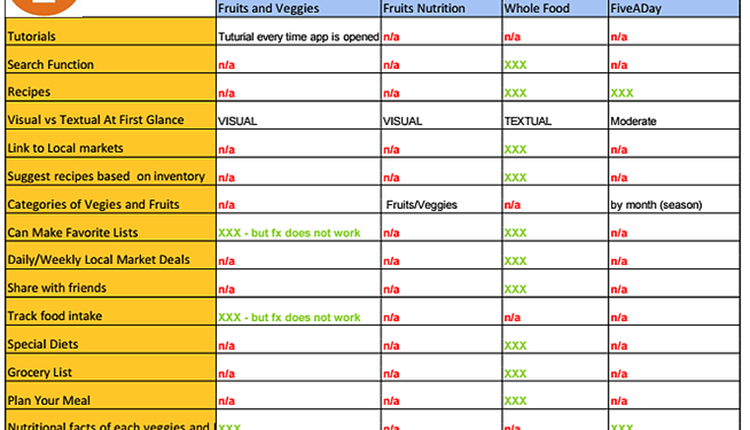 Fruits and Veggies Fruits Nutrition Whole Food FiveADay
Tutorials Tuturial every time app is opened n/a n/a n/a
Search Function n/a n/a XXX n/a
Recipes n/a n/a XXX XXX
Visual vs Textual At First Glance VISUAL VISUAL TEXTUAL Moderate
Link to Local markets n/a n/a XXX n/a
Suggest recipes based on inventory n/a n/a XXX n/a
Categories of Vegies and Fruits n/a Fruits/Veggies n/a by month (season)
Can Make Favorite Lists XXX - but fx does not work n/a XXX n/a
Daily/Weekly Local Market Deals n/a n/a XXX n/a
Share with friends n/a n/a XXX n/a
Track food intake XXX - but fx does not work n/a n/a n/a
Special Diets n/a n/a XXX n/a
Grocery List n/a n/a XXX n/a
Plan Your Meal n/a n/a XXX n/a
Nutritional facts of each veggies and XXX n/a n/a XXX